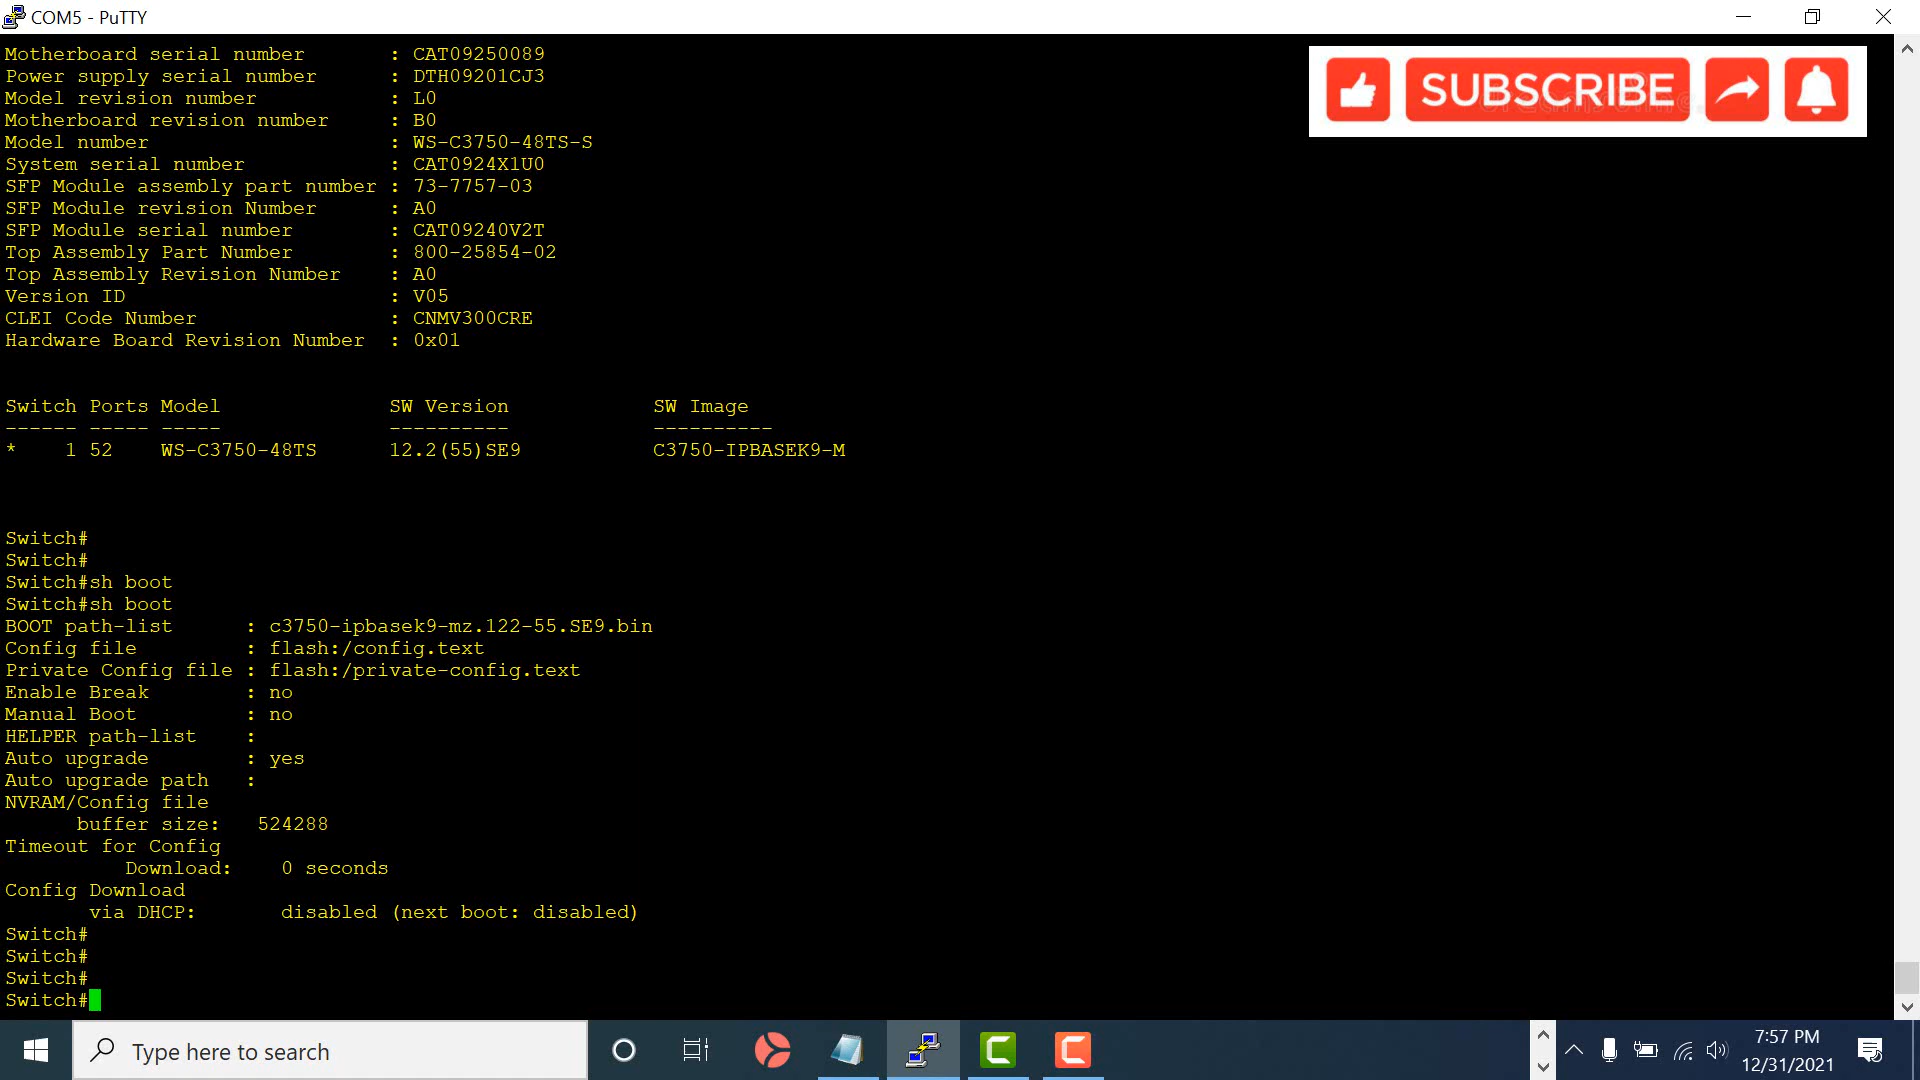 COM5 - PuTTY
Motherboard serial number       : CAT09250089
Power supply serial number      : DTH09201CJ3
Model revision number           : L0
Motherboard revision number     : B0
Model number                    : WS-C3750-48TS-S
System serial number            : CAT0924X1U0
SFP Module assembly part number : 73-7757-03
SFP Module revision Number      : A0
SFP Module serial number        : CAT09240V2T
Top Assembly Part Number        : 800-25854-02
Top Assembly Revision Number    : A0
Version ID                      : V05
CLEI Code Number                : CNMV300CRE
Hardware Board Revision Number  : 0x01
SUBSCRIBE
Switch Ports Model              SW Version            SW Image
------ ----- -----              ----------            ----------
*    1 52    WS-C3750-48TS      12.2(55)SE9           C3750-IPBASEK9-M
Switch#
Switch#
Switch#sh boot
Switch#sh boot
BOOT path-list      : c3750-ipbasek9-mz.122-55.SE9.bin
Config file         : flash:/config.text
Private Config file : flash:/private-config.text
Enable Break        : no
Manual Boot         : no
HELPER path-list    :
Auto upgrade        : yes
Auto upgrade path   :
NVRAM/Config file
      buffer size:   524288
Timeout for Config
          Download:    0 seconds
Config Download
       via DHCP:       disabled (next boot: disabled)
Switch#
Switch#
Switch#
Switch#
Type here to search
7:57 PM
12/31/2021